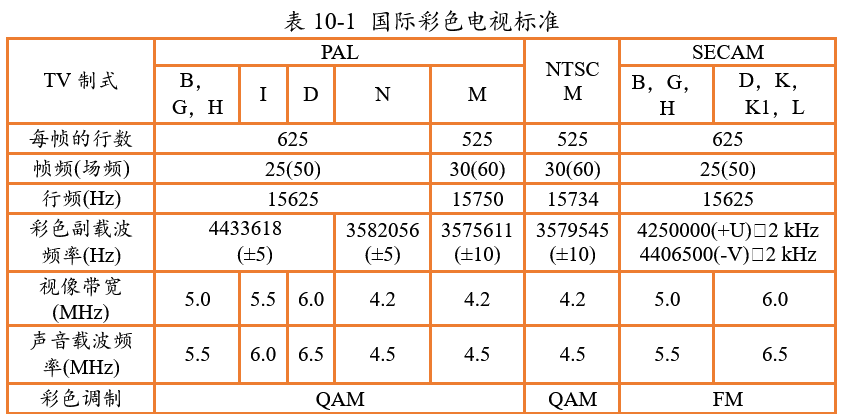 表 10-1 国际彩色电视标准
TV 制式 PAL NTSC M SECAM
B，G，H I D N M B，G，H D，K，K1，L
每帧的行数 625 525 525 625
帧频(场频) 25(50) 30(60) 30(60) 25(50)
行频(Hz) 15625 15750 15734 15625
彩色副载波频率(Hz) 4433618(±5) 3582056(±5) 3575611(±10) 3579545(±10) 4250000(+U)□2 kHz 4406500(-V)□2 kHz
视像带宽(MHz) 5.0 5.5 6.0 4.2 4.2 4.2 5.0 6.0
声音载波频率(MHz) 5.5 6.0 6.5 4.5 4.5 4.5 5.5 6.5
彩色调制 QAM QAM FM